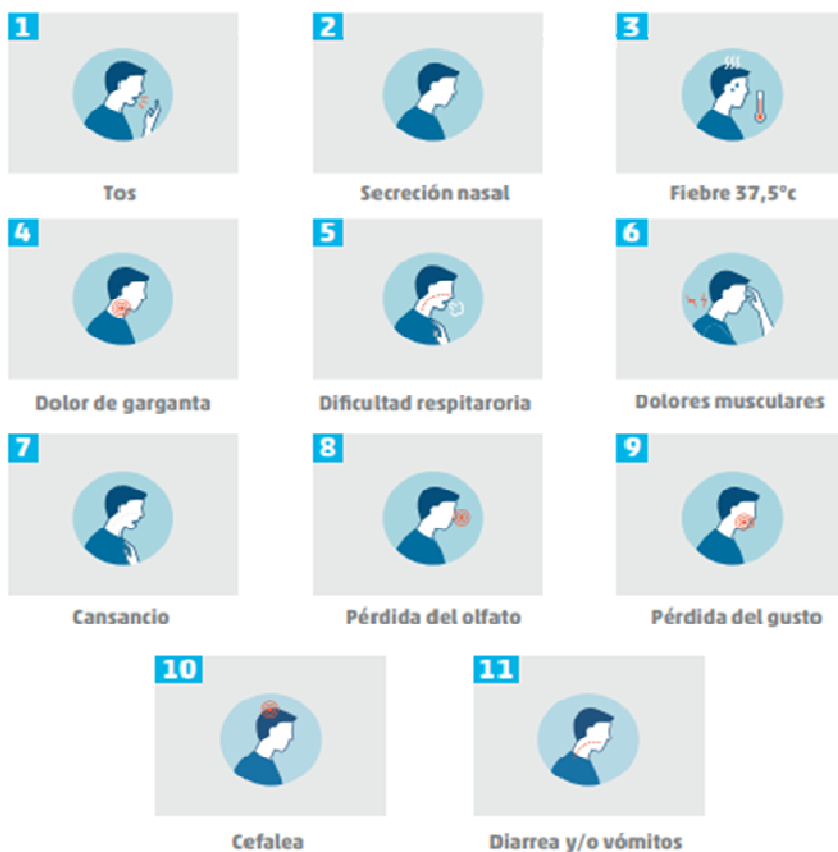 1
2
3
Tos
Secreción nasal
Fiebre 37,5°c
4
5
6
Dolor de garganta
Dificultad respitaroria
Dolores musculares
7
8
9
Cansancio
Pérdida del olfato
Pérdida del gusto
10
11
Cefalea
Diarrea y/o vómitos